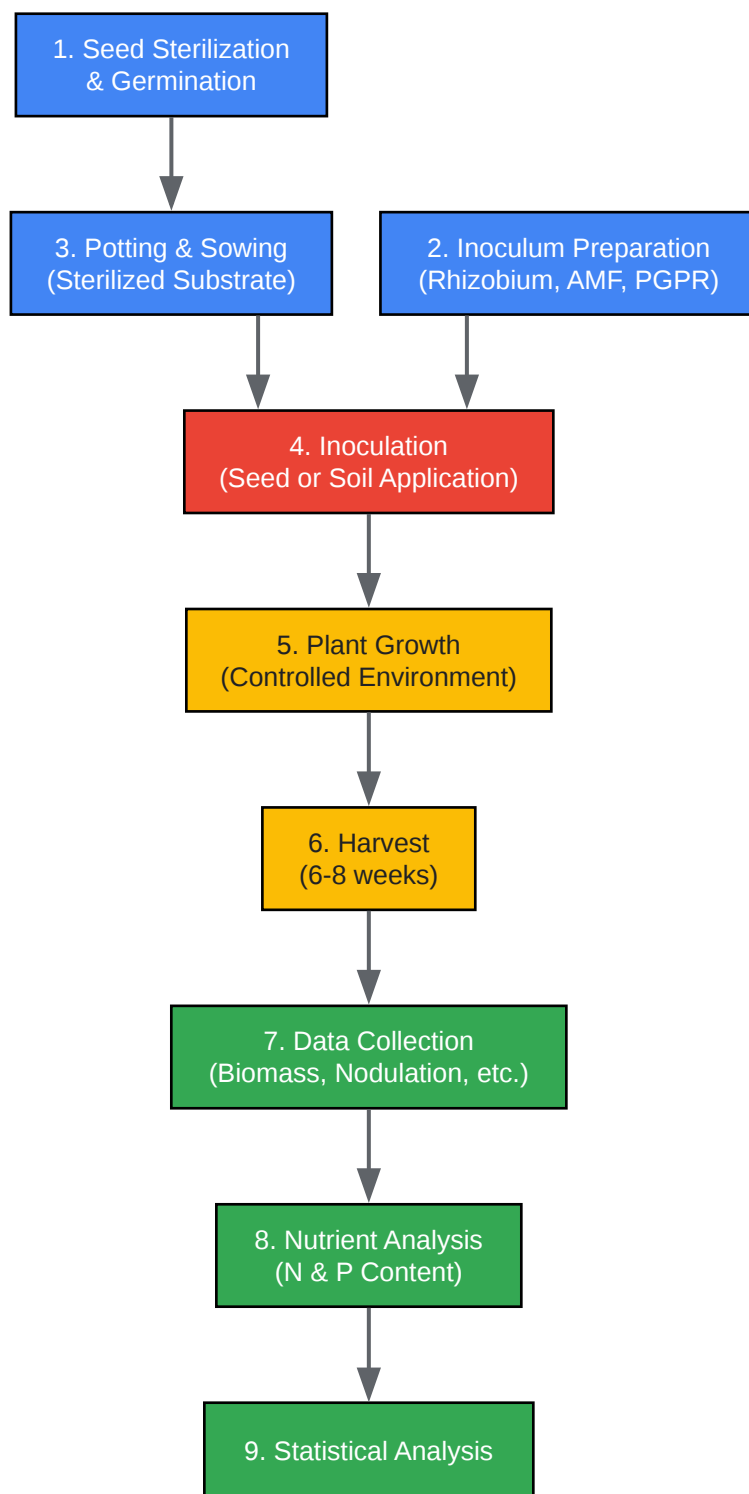 1. Seed Sterilization
& Germination
3. Potting & Sowing
(Sterilized Substrate)
2. Inoculum Preparation
(Rhizobium, AMF, PGPR)
4. Inoculation
(Seed or Soil Application)
5. Plant Growth
(Controlled Environment)
6. Harvest
(6-8 weeks)
7. Data Collection
(Biomass, Nodulation, etc.)
8. Nutrient Analysis
(N & P Content)
9. Statistical Analysis